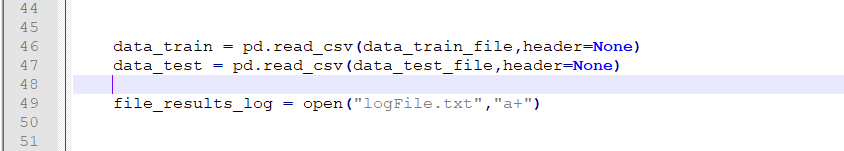 44
45
46 data_train = pd.read_csv(data_train_file,header=None)
47 data_test = pd.read_csv(data_test_file,header=None)
48
49 file_results_log = open("logFile.txt","a+")
50
51